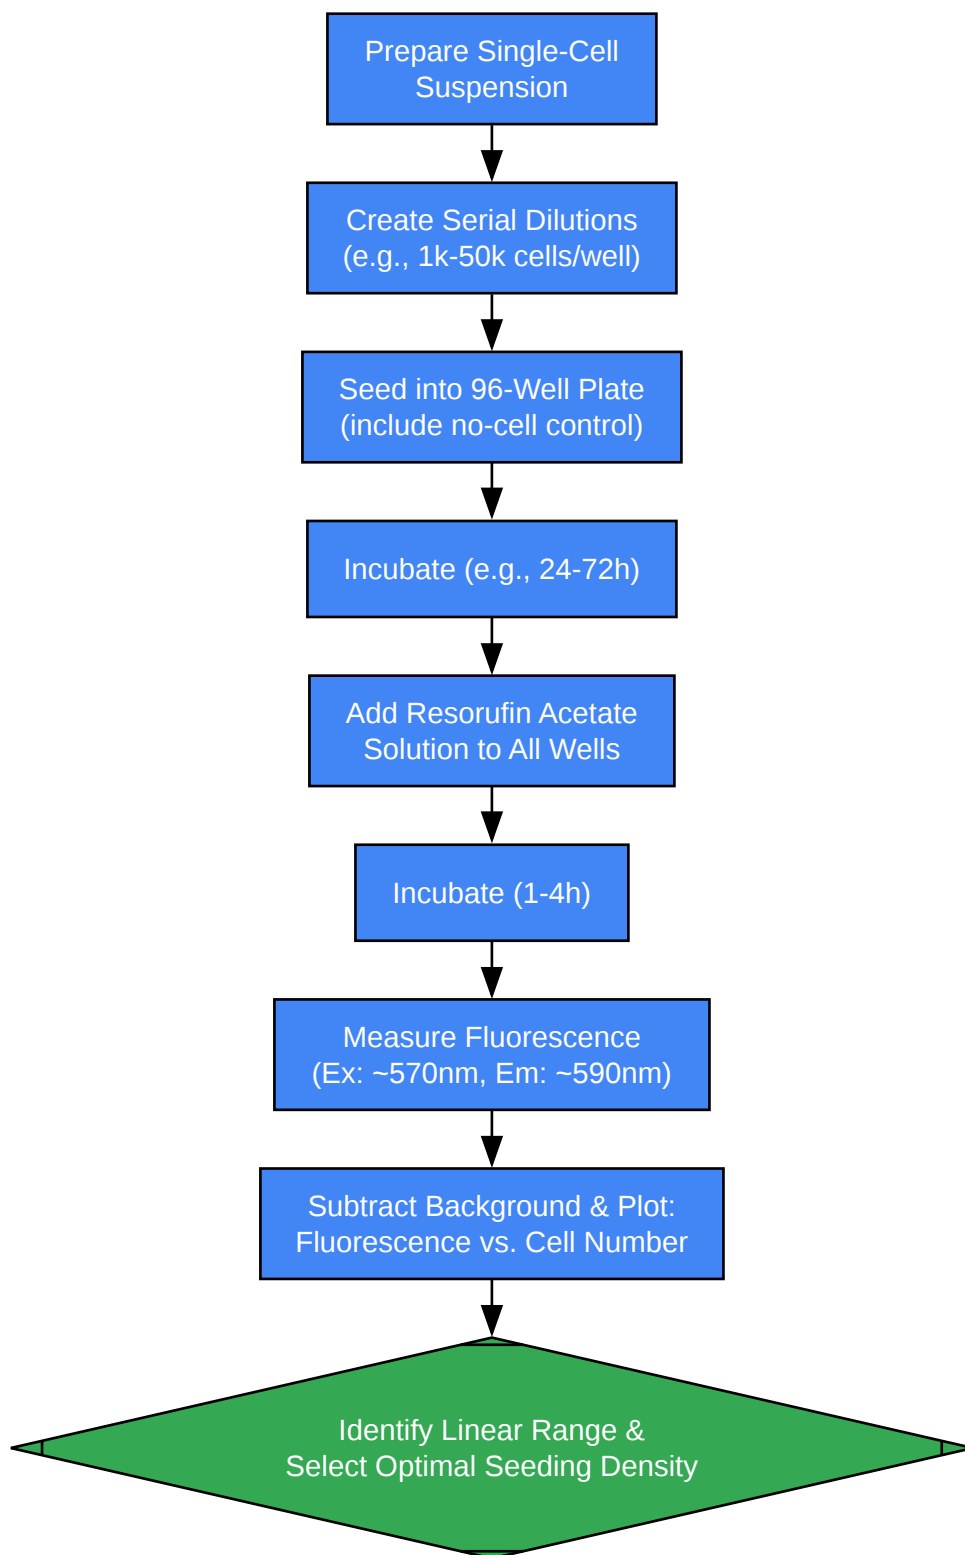 Prepare Single-Cell
Suspension
Create Serial Dilutions
(e.g., 1k-50k cells/well)
Seed into 96-Well Plate
(include no-cell control)
Incubate (e.g., 24-72h)
Add Resorufin Acetate
Solution to All Wells
Incubate (1-4h)
Measure Fluorescence
(Ex: ~570nm, Em: ~590nm)
Subtract Background & Plot:
Fluorescence vs. Cell Number
Identify Linear Range &
Select Optimal Seeding Density